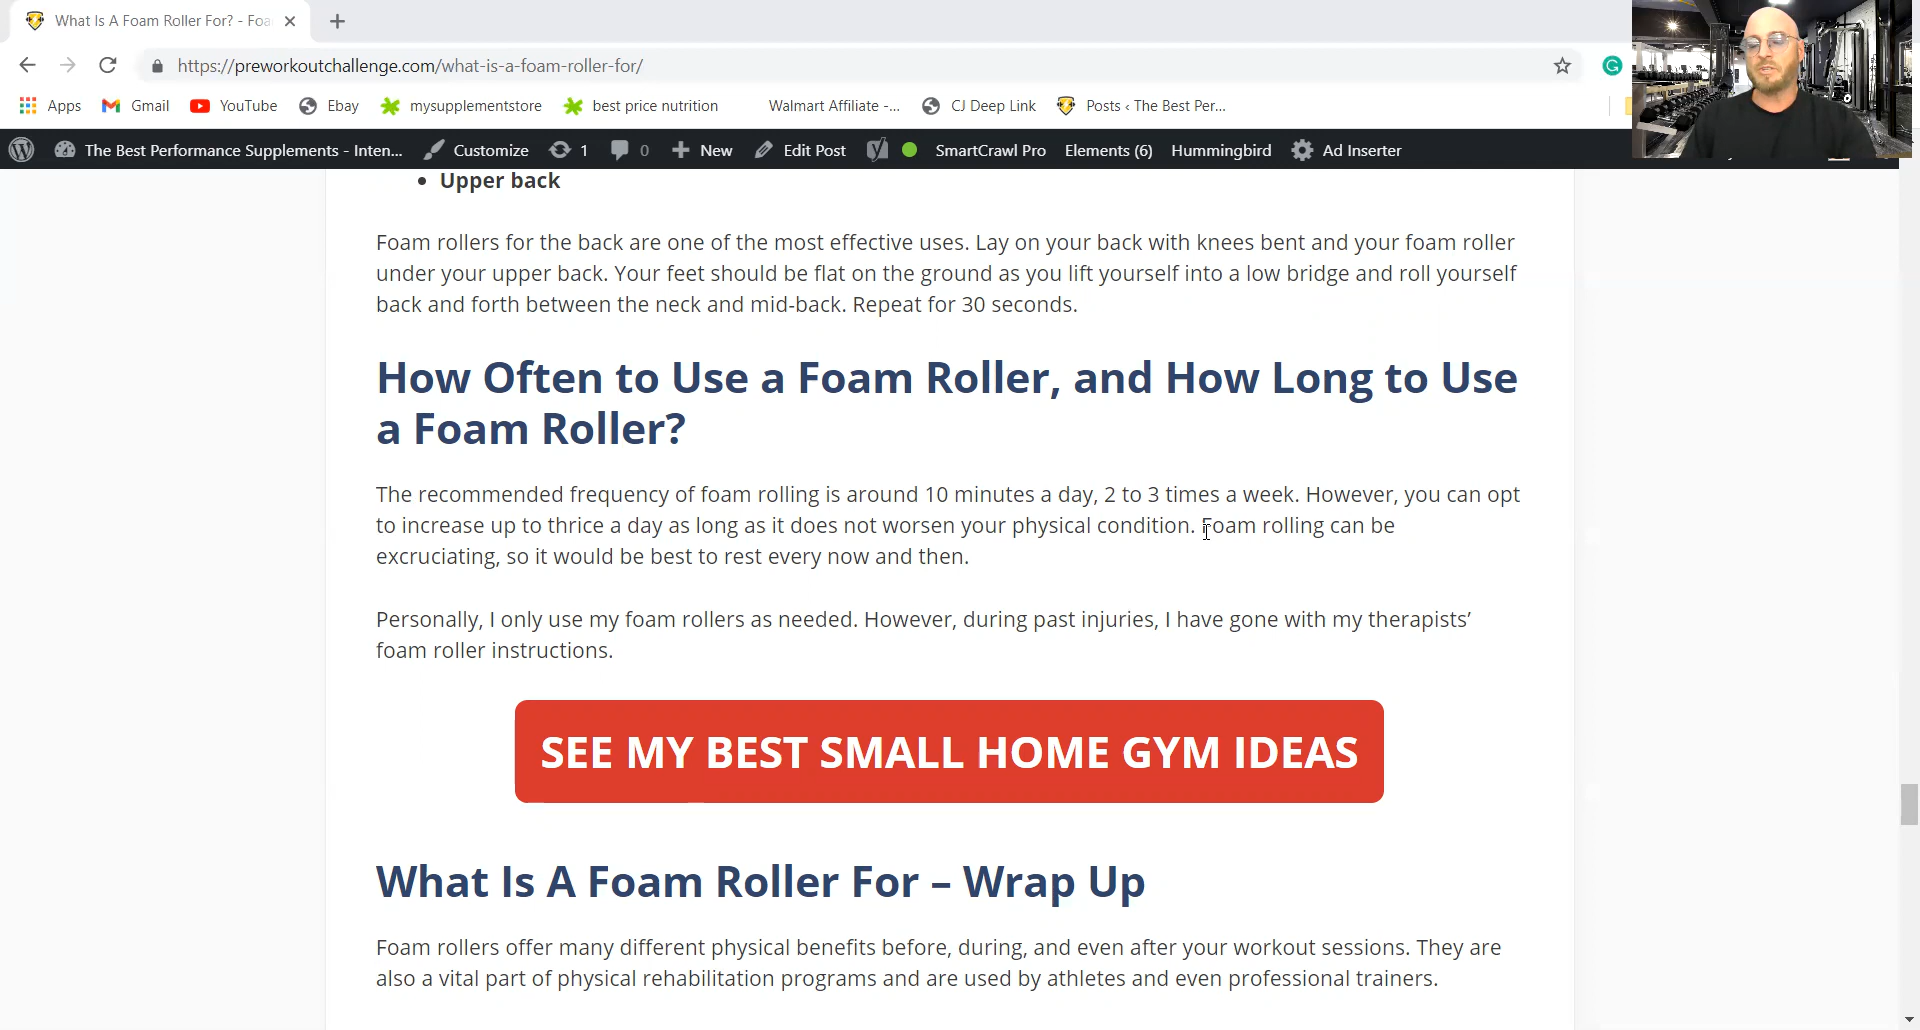 What Is A Foam Roller For? - Foa
https://preworkoutchallenge.com/what-is-a-foam-roller-for/
G
Apps Gmail YouTube Ebay mysupplementstore best price nutrition Walmart Affiliate -... CJ Deep Link Posts ‹ The Best Per...
The Best Performance Supplements - Inten... Customize 1 0 New Edit Post SmartCrawl Pro Elements (6) Hummingbird Ad Inserter
• Upper back
Foam rollers for the back are one of the most effective uses. Lay on your back with knees bent and your foam roller
under your upper back. Your feet should be flat on the ground as you lift yourself into a low bridge and roll yourself
back and forth between the neck and mid-back. Repeat for 30 seconds.
How Often to Use a Foam Roller, and How Long to Use
a Foam Roller?
The recommended frequency of foam rolling is around 10 minutes a day, 2 to 3 times a week. However, you can opt
to increase up to thrice a day as long as it does not worsen your physical condition. Foam rolling can be
excruciating, so it would be best to rest every now and then.
Personally, I only use my foam rollers as needed. However, during past injuries, I have gone with my therapists’
foam roller instructions.
SEE MY BEST SMALL HOME GYM IDEAS
What Is A Foam Roller For – Wrap Up
Foam rollers offer many different physical benefits before, during, and even after your workout sessions. They are
also a vital part of physical rehabilitation programs and are used by athletes and even professional trainers.